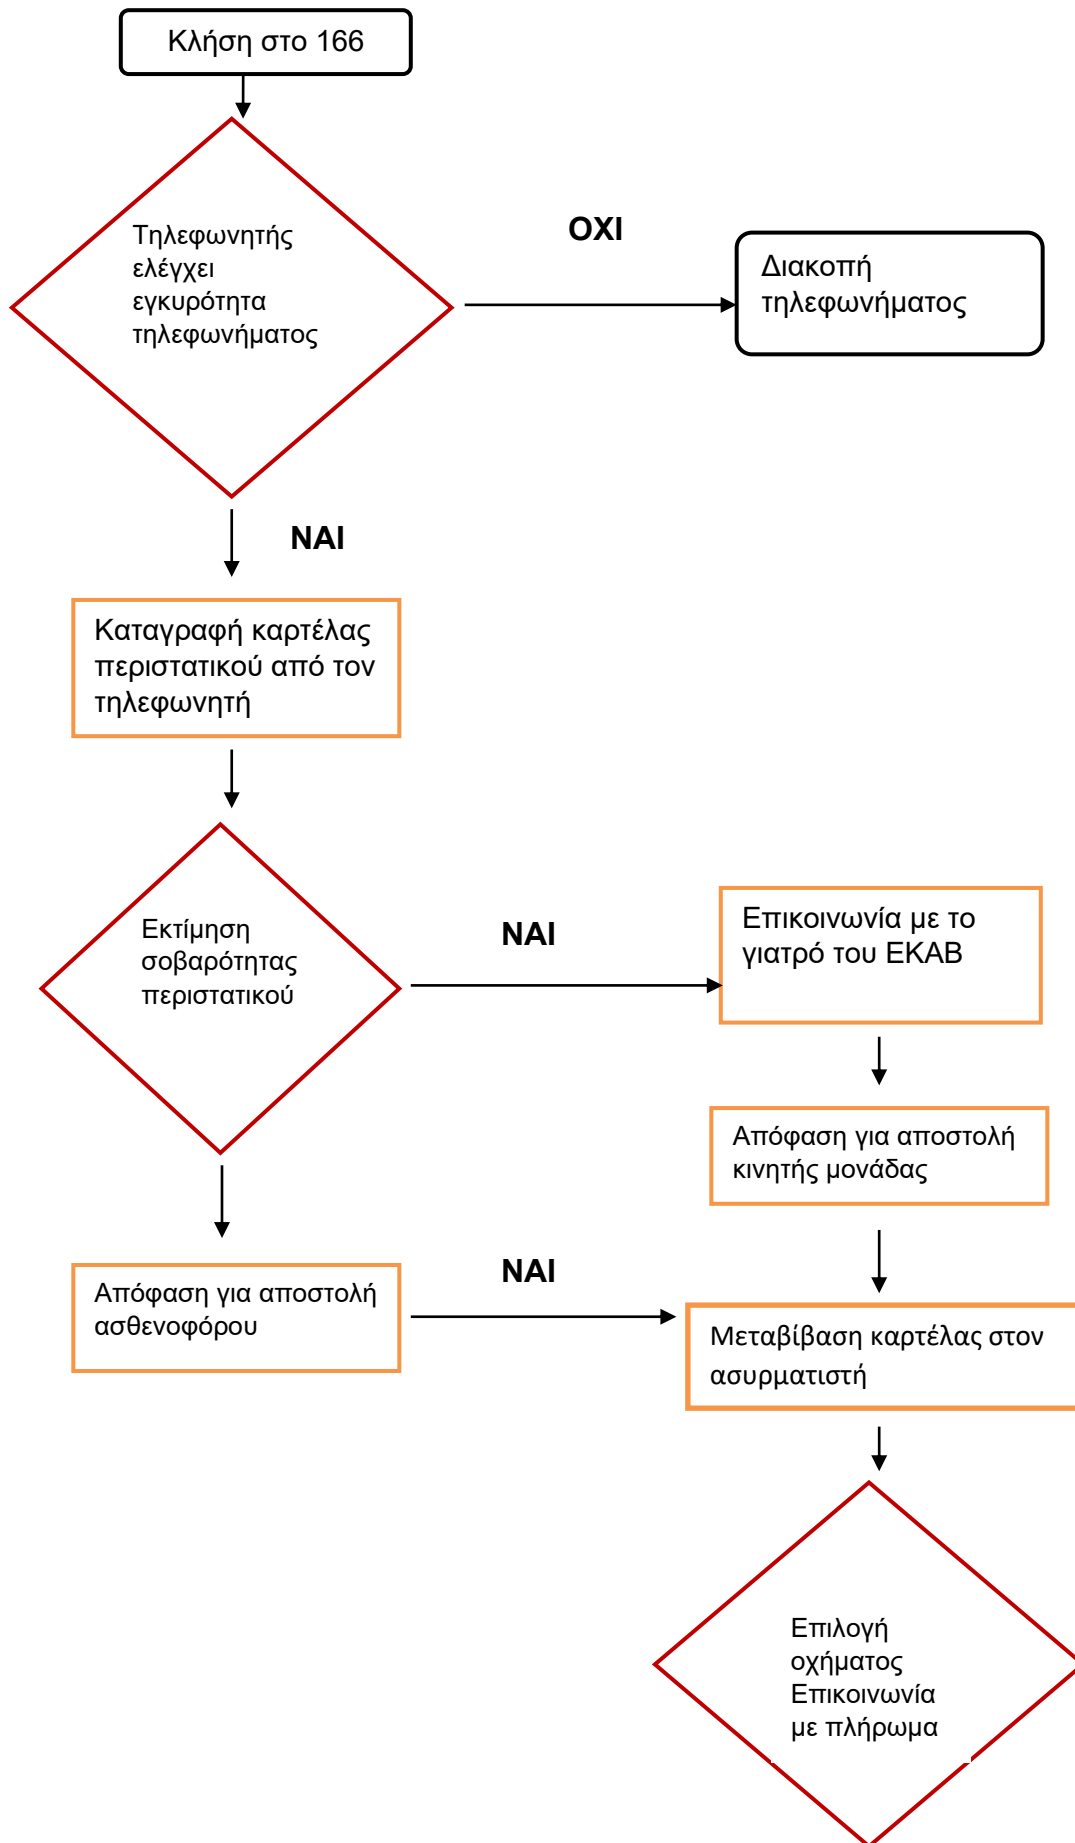 Κλήση στο 166
Τηλεφωνητής
ελέγχει
εγκυρότητα
τηλεφωνήματος
ΟΧΙ
Διακοπή
τηλεφωνήματος
ΝΑΙ
Καταγραφή καρτέλας
περιστατικού από τον
τηλεφωνητή
Εκτίμηση
σοβαρότητας
περιστατικού
ΝΑΙ
Επικοινωνία με το
γιατρό του ΕΚΑΒ
Απόφαση για αποστολή
κινητής μονάδας
Απόφαση για αποστολή
ασθενοφόρου
ΝΑΙ
Μεταβίβαση καρτέλας στον
ασυρματιστή
Επιλογή
οχήματος
Επικοινωνία
με πλήρωμα